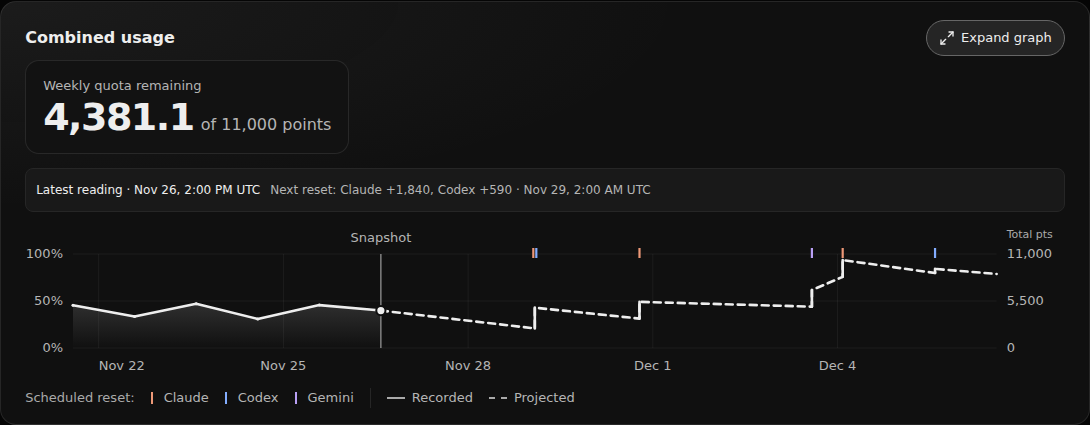 Combined usage
Expand graph
Weekly quota remaining
4,381.1 of 11,000 points
Latest reading · Nov 26, 2:00 PM UTC Next reset: Claude +1,840, Codex +590 · Nov 29, 2:00 AM UTC
Snapshot
Total pts
100%
11,000
50%
5,500
0%
0
Nov 22
Nov 25
Nov 28
Dec 1
Dec 4
Scheduled reset: Claude Codex Gemini Recorded Projected